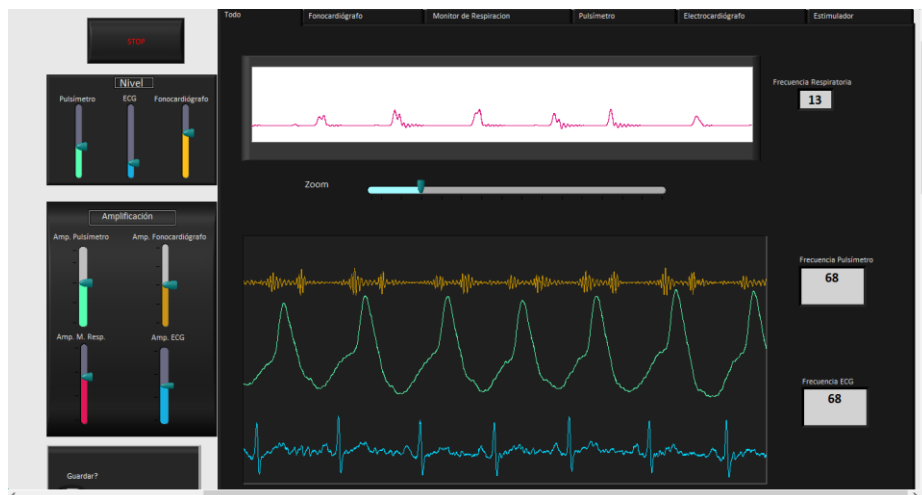 Todo
Fonocardiógrafo
Monitor de Respiracion
Pulsímetro
Electrocardiógrafo
Estimulador
STOP
Nivel
Pulsímetro
ECG
Fonocardiógrafo
Frecuencia Respiratoria
13
Zoom
Amplificación
Amp. Pulsímetro
Amp. Fonocardiógrafo
Amp. M. Resp.
Amp. ECG
Frecuencia Pulsímetro
68
Frecuencia ECG
68
Guardar?